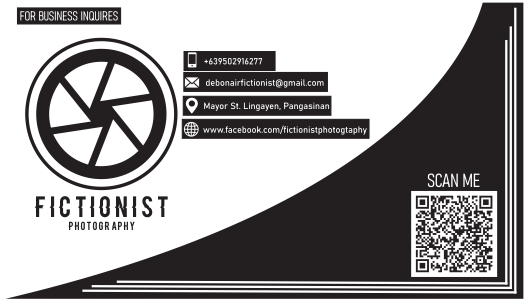 FOR BUSINESS INQUIRES
+639502916277
debonairfictionist@gmail.com
Mayor St. Lingayen, Pangasinan
www.facebook.com/fictionistphotogtaphy
FICTIONIST
PHOTOGRAPHY
SCAN ME